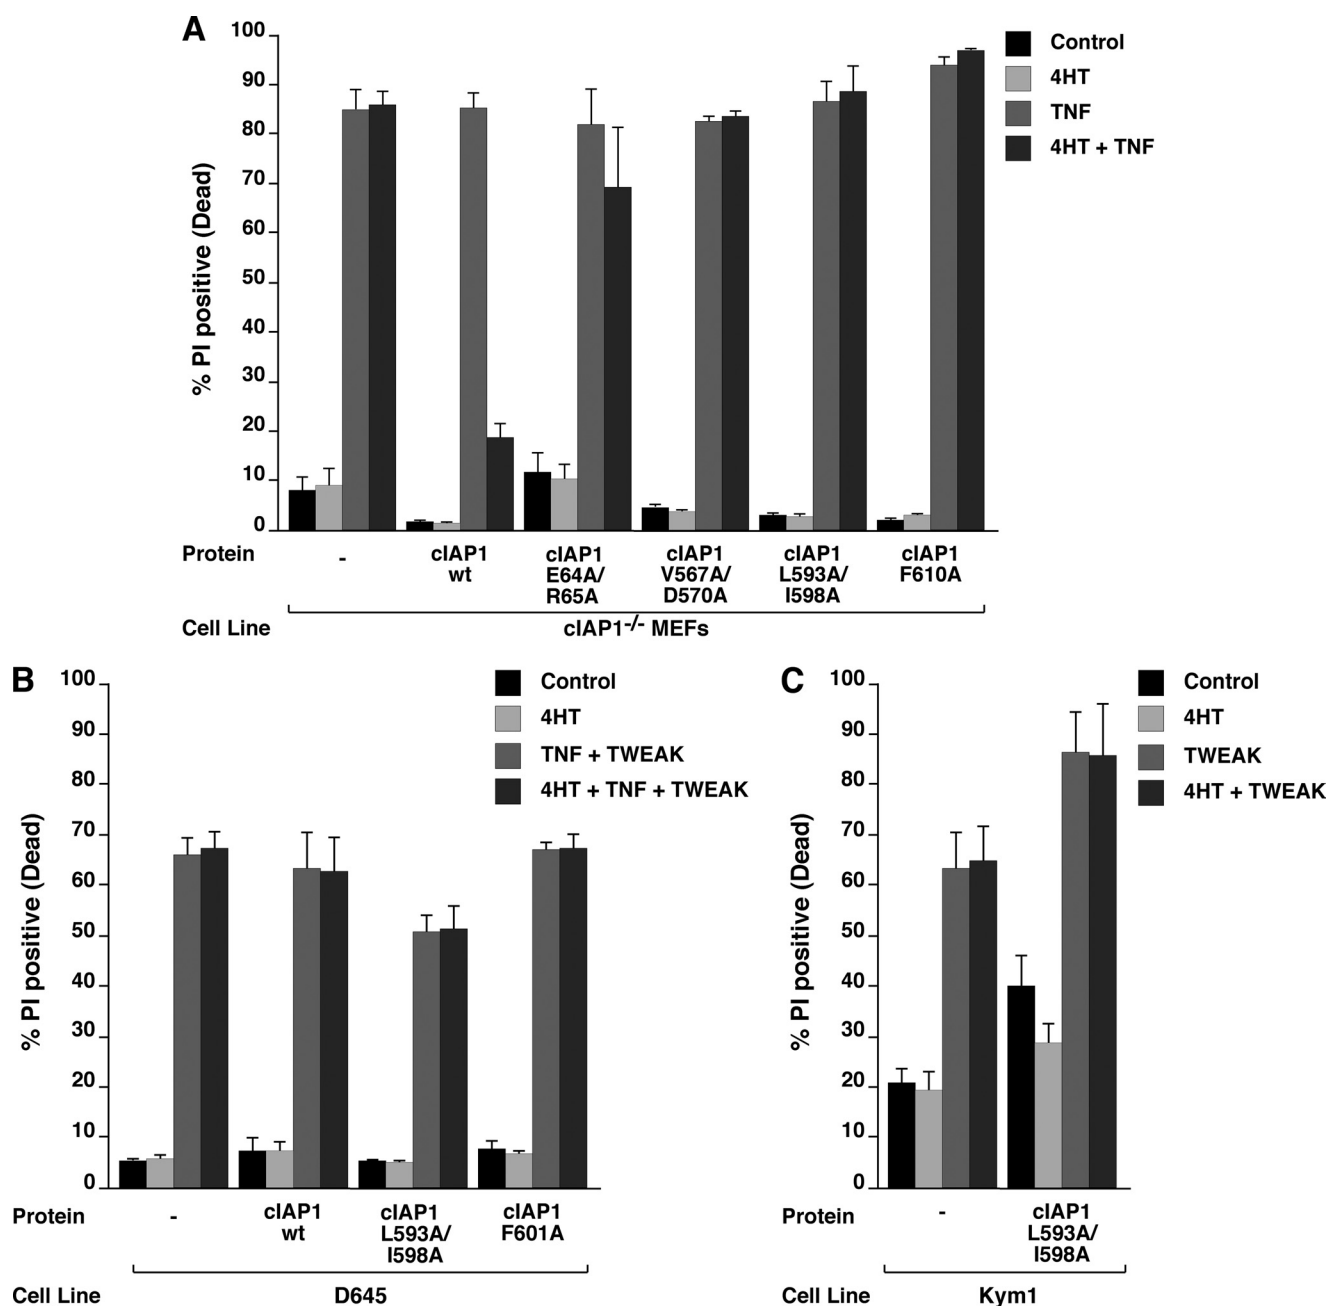 A
100
90
80
70
60
50
40
30
20
10
0
% PI positive (Dead)
Control
4HT
TNF
4HT + TNF
Protein
-
cIAP1
wt
cIAP1
E64A/
R65A
cIAP1
V567A/
D570A
cIAP1
L593A/
I598A
cIAP1
F610A
Cell Line
cIAP1-/- MEFs
B
100
90
80
70
60
50
40
30
20
10
0
% PI positive (Dead)
Control
4HT
TNF + TWEAK
4HT + TNF + TWEAK
Protein
-
cIAP1
wt
cIAP1
L593A/
I598A
cIAP1
F601A
Cell Line
D645
C
100
90
80
70
60
50
40
30
20
10
0
% PI positive (Dead)
Control
4HT
TWEAK
4HT + TWEAK
Protein
-
cIAP1
L593A/
I598A
Cell Line
Kym1